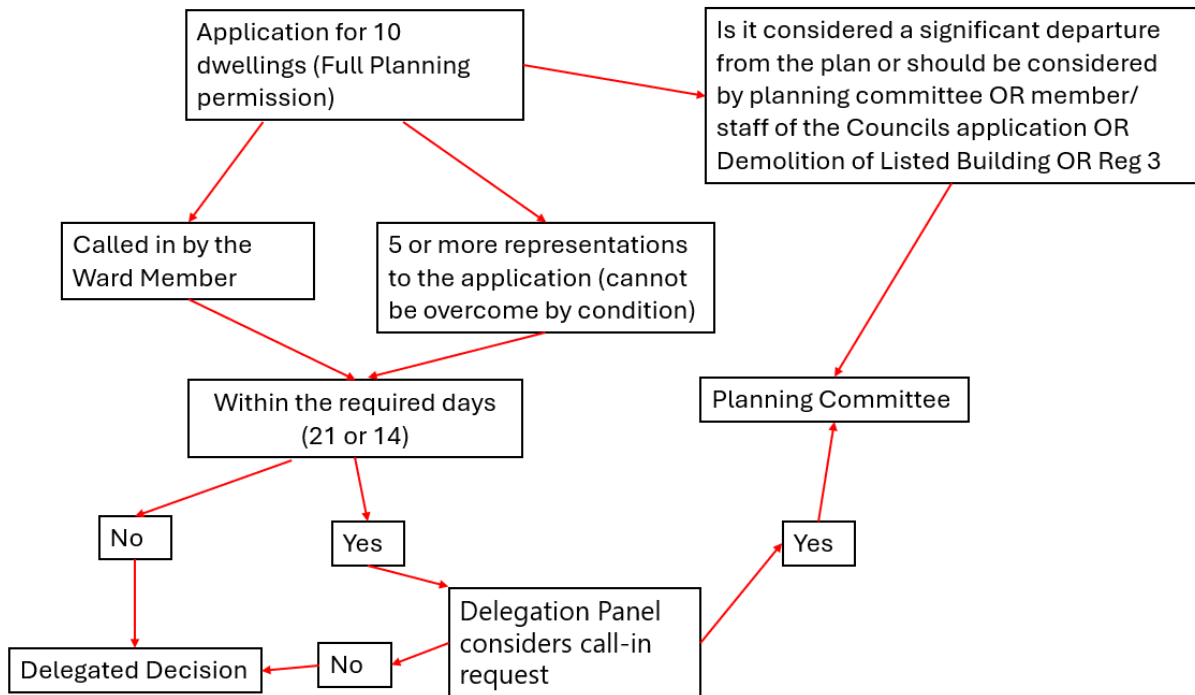 Application for 10
dwellings (Full Planning
permission)
Is it considered a significant departure
from the plan or should be considered
by planning committee OR member/
staff of the Councils application OR
Demolition of Listed Building OR Reg 3
Called in by the
Ward Member
5 or more representations
to the application (cannot
be overcome by condition)
Within the required days
(21 or 14)
Planning Committee
No
Yes
Yes
Delegation Panel
considers call-in
request
No
Delegated Decision